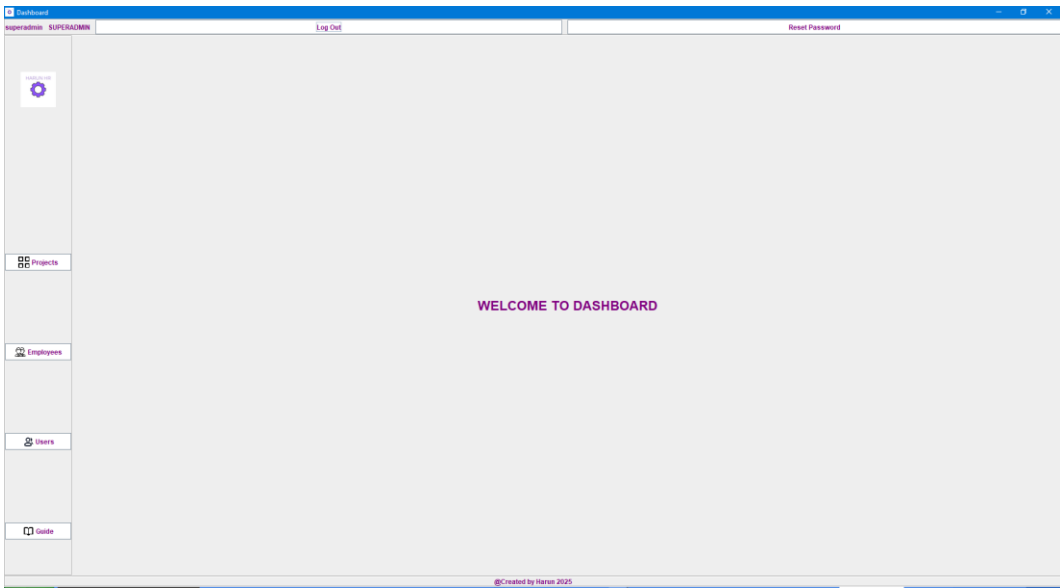 Dashboard
superadmin SUPERADMIN Log Out Reset Password
Projects
WELCOME TO DASHBOARD
Employees
Users
Guide
@Created by Harun 2025